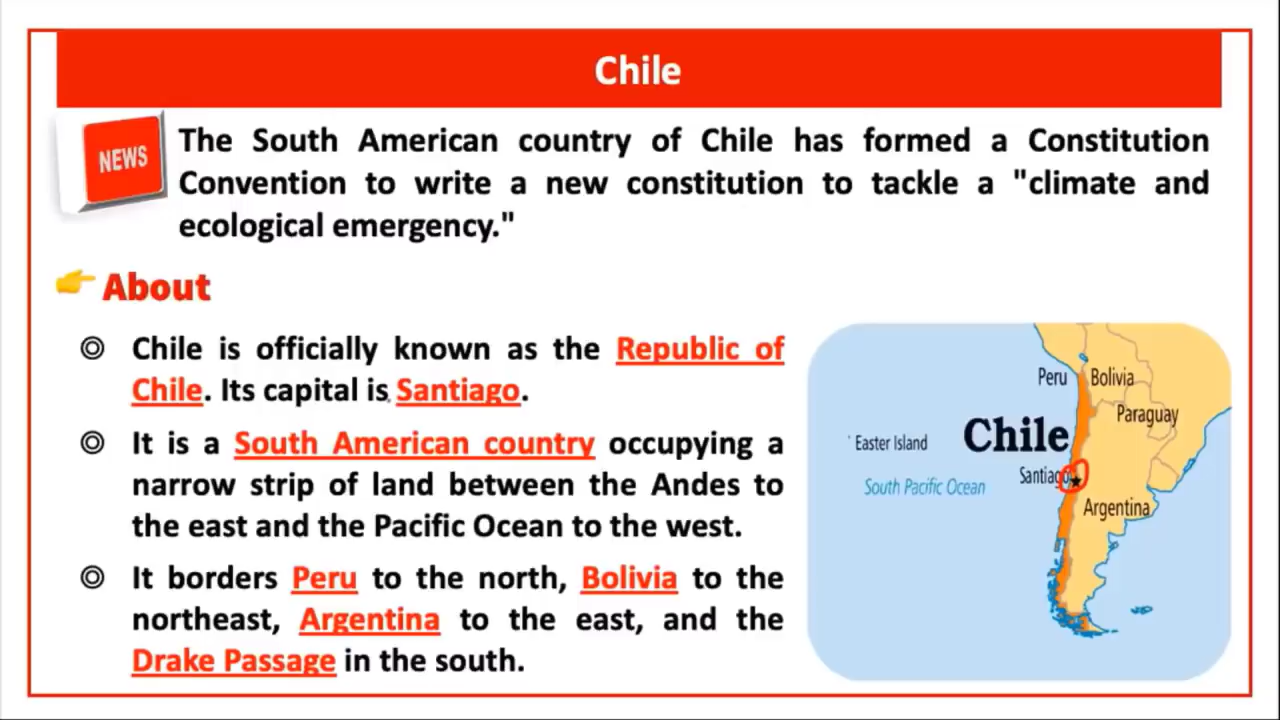 Chile
NEWS
The South American country of Chile has formed a Constitution
Convention to write a new constitution to tackle a "climate and
ecological emergency."
About
Chile is officially known as the Republic of
Chile. Its capital is Santiago.
It is a South American country occupying a
narrow strip of land between the Andes to
the east and the Pacific Ocean to the west.
It borders Peru to the north, Bolivia to the
northeast, Argentina to the east, and the
Drake Passage in the south.
Peru
Bolivia
Paraguay
Chile
Easter Island
Santiago
South Pacific Ocean
Argentina